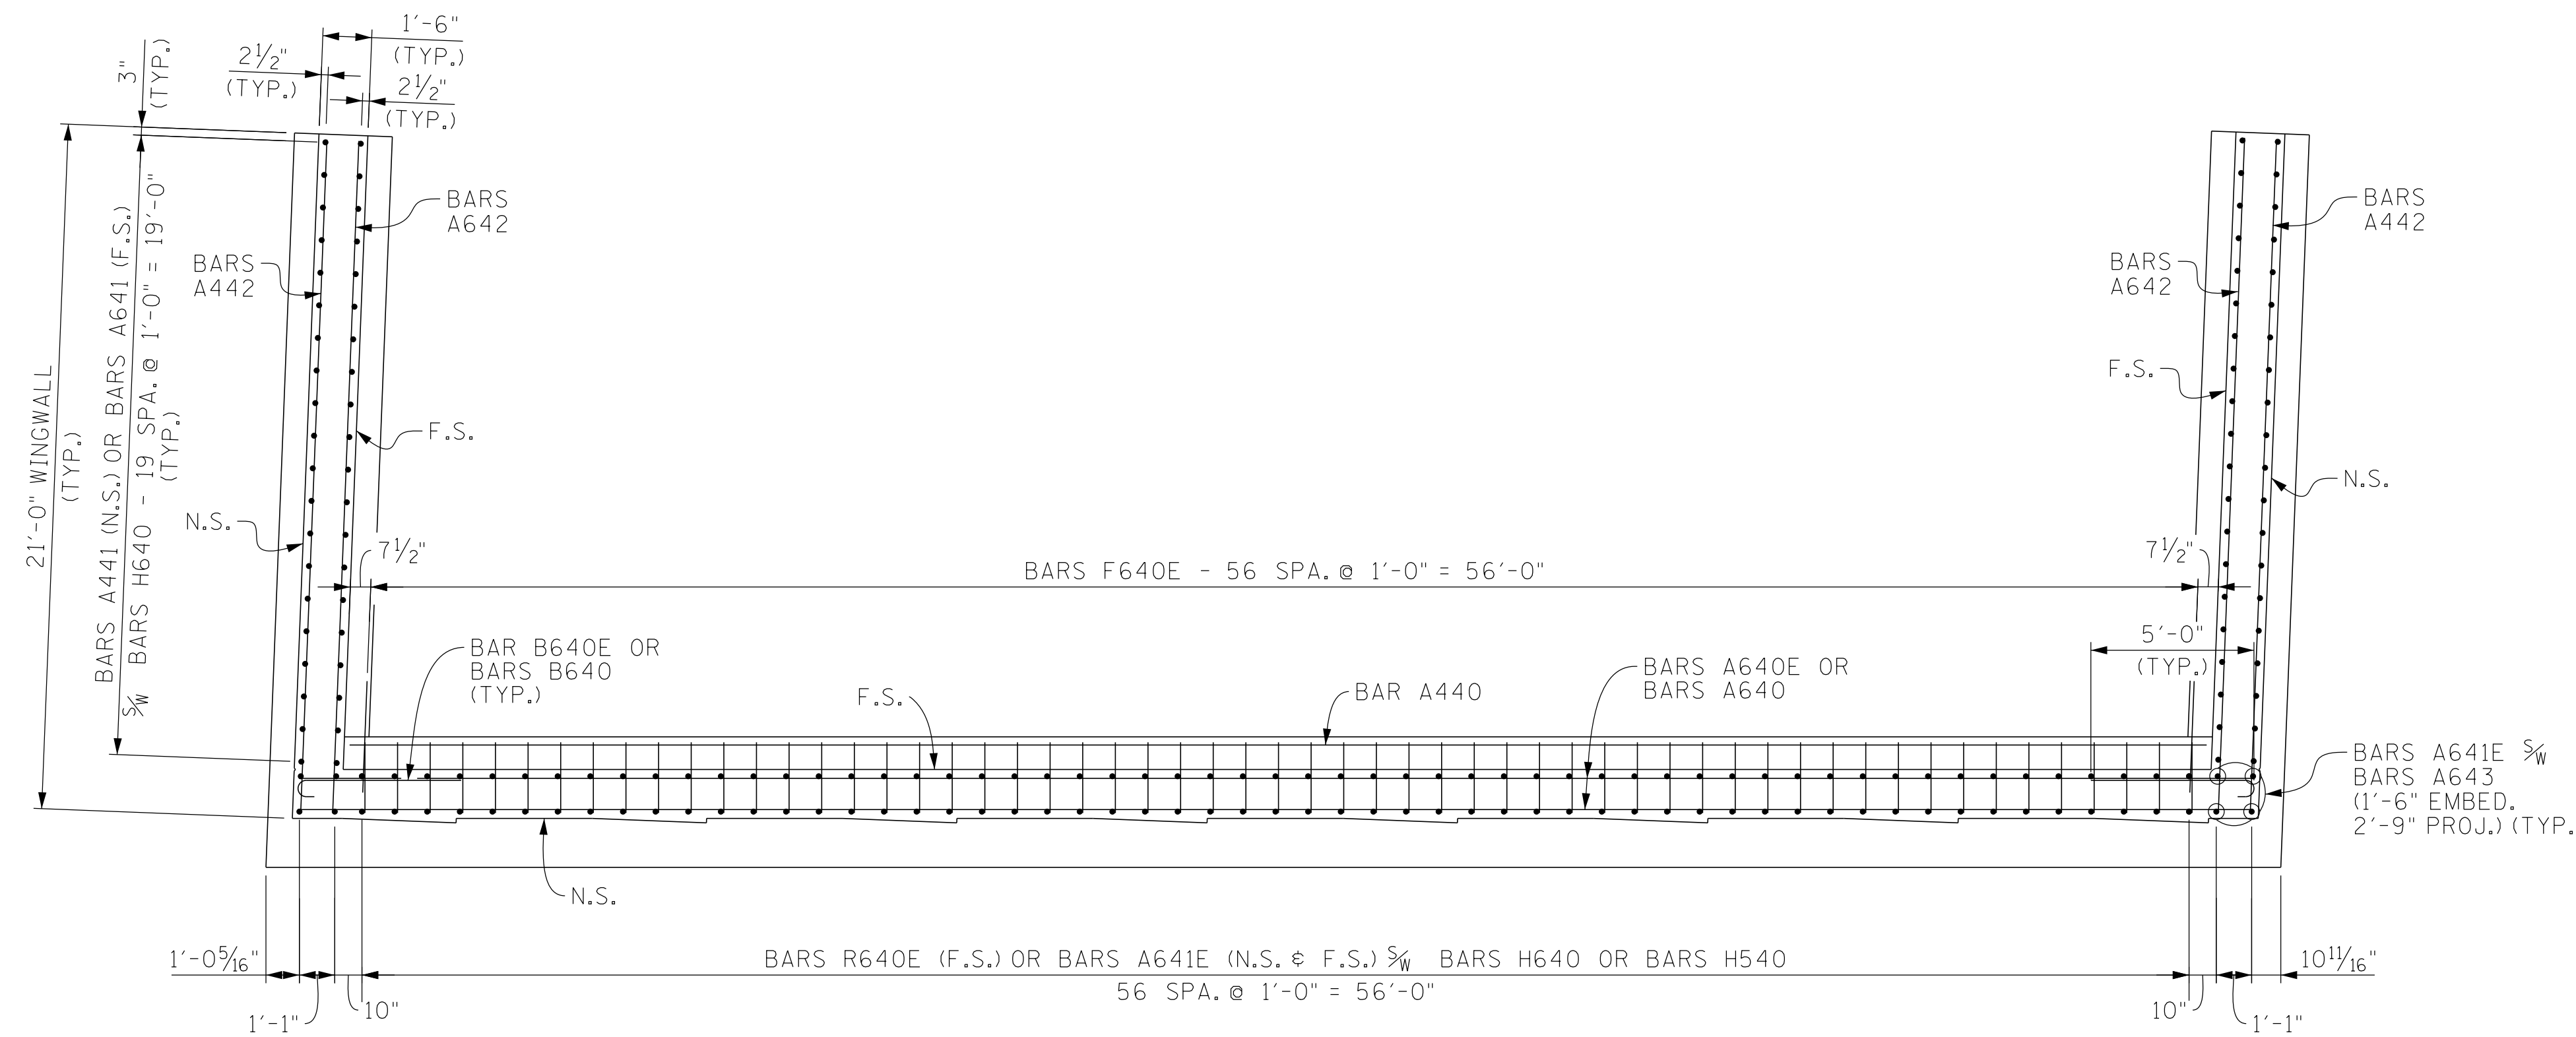 1'-6"
(TYP.)
2½"
(TYP.)
2½"
(TYP.)
3"
(TYP.)
21'-0" WINGWALL
(TYP.)
BARS A441 (N.S.) OR BARS A641 (F.S.)
S/W BARS H640 - 19 SPA. @ 1'-0" = 19'-0"
(TYP.)
BARS
A642
BARS
A442
F.S.
N.S.
7½"
BARS F640E - 56 SPA. @ 1'-0" = 56'-0"
7½"
BARS
A442
BARS
A642
F.S.
N.S.
5'-0"
(TYP.)
BAR B640E OR
BARS B640
(TYP.)
F.S.
BAR A440
BARS A640E OR
BARS A640
BARS A641E S/W
BARS A643
(1'-6" EMBED.
2'-9" PROJ.) (TYP.
N.S.
1'-0 5/16"
BARS R640E (F.S.) OR BARS A641E (N.S. & F.S.) S/W BARS H640 OR BARS H540
56 SPA. @ 1'-0" = 56'-0"
10 11/16"
1'-1"
10"
10"
1'-1"